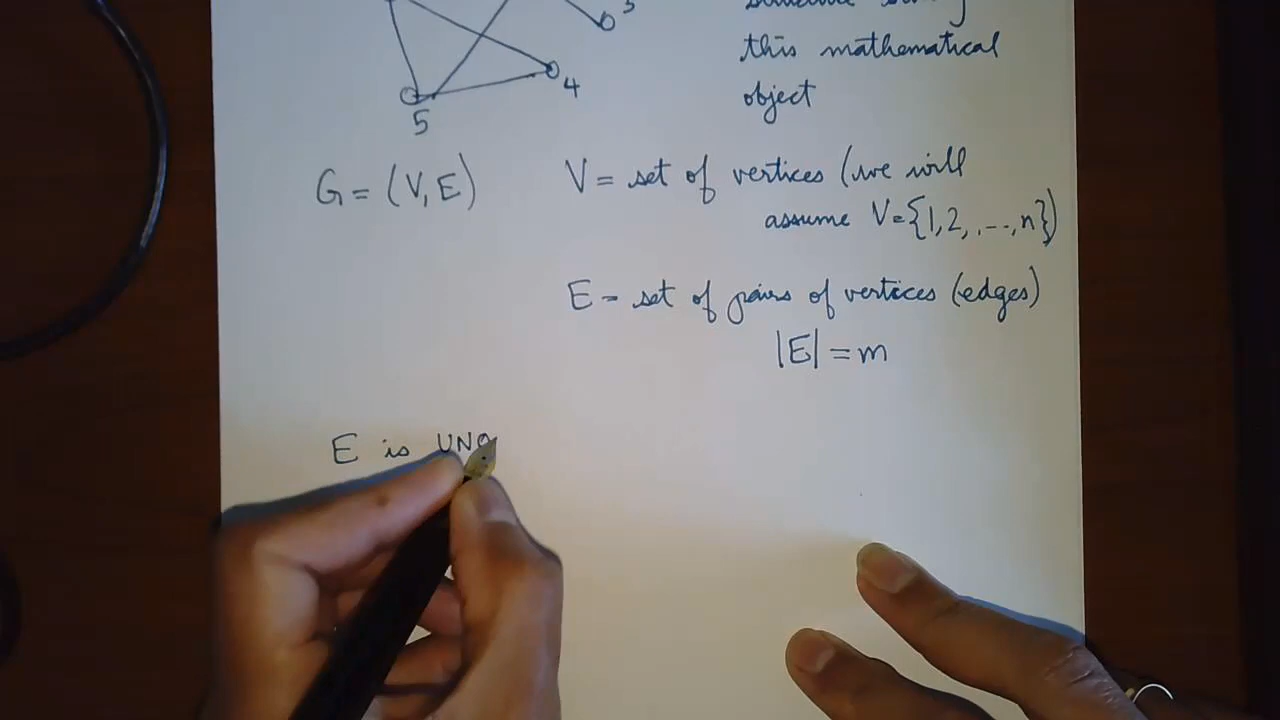 3
this mathematical
object
4
5
G = (V, E)
V = set of vertices (we will
assume V={1,2,,---,n})
E = set of pairs of vertices (edges)
|E| = m
E is UNO